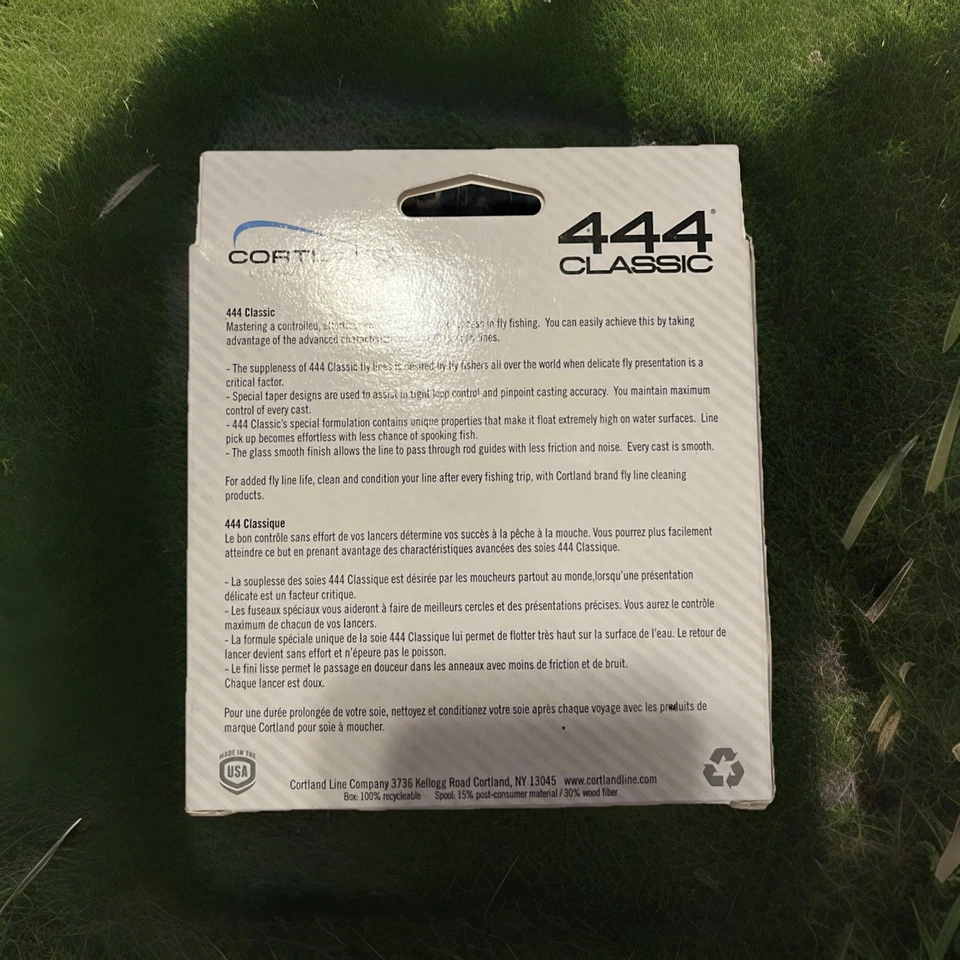 444
CLASSIC
444 Classic
Mastering a controlled, in fly fishing. You can easily achieve this by taking
advantage of the advanced lines.
- The suppleness of 444 Classic fly lines is desired by fly fishers all over the world when delicate fly presentation is a
critical factor.
- Special taper designs are used to assist in tight loop control and pinpoint casting accuracy. You maintain maximum
control of every cast.
- 444 Classic's special formulation contains unique properties that make it float extremely high on water surfaces. Line
pick up becomes effortless with less chance of spooking fish.
- The glass smooth finish allows the line to pass through rod guides with less friction and noise. Every cast is smooth.
For added fly line life, clean and condition your line after every fishing trip, with Cortland brand fly line cleaning
products.
444 Classique
Le bon contrôle sans effort de vos lancers détermine vos succès à la pêche à la mouche. Vous pourrez plus facilement
atteindre ce but en prenant avantage des charactéristiques avancées des soies 444 Classique.
- La souplesse des soies 444 Classique est désirée par les moucheurs partout au monde,lorsqu'une présentation
délicate est un facteur critique.
- Les fuseaux spéciaux vous aideront à faire de meilleurs cercles et des présentations précises. Vous aurez le contrôle
maximum de chacun de vos lancers.
- La formule spéciale unique de la soie 444 Classique lui permet de flotter très haut sur la surface de l'eau. Le retour de
lancer devient sans effort et n'épeure pas le poisson.
- Le fini lisse permet le passage en douceur dans les anneaux avec moins de friction et de bruit.
Chaque lancer est doux.
Pour une durée prolongée de votre soie, nettoyez et conditionez votre soie après chaque voyage avec les produits de
marque Cortland pour soie à moucher.
MADE IN THE
USA
Cortland Line Company 3736 Kellogg Road Cortland, NY 13045 www.cortlandline.com
Box: 100% recycleable Spool: 15% post-consumer material / 30% wood fiber